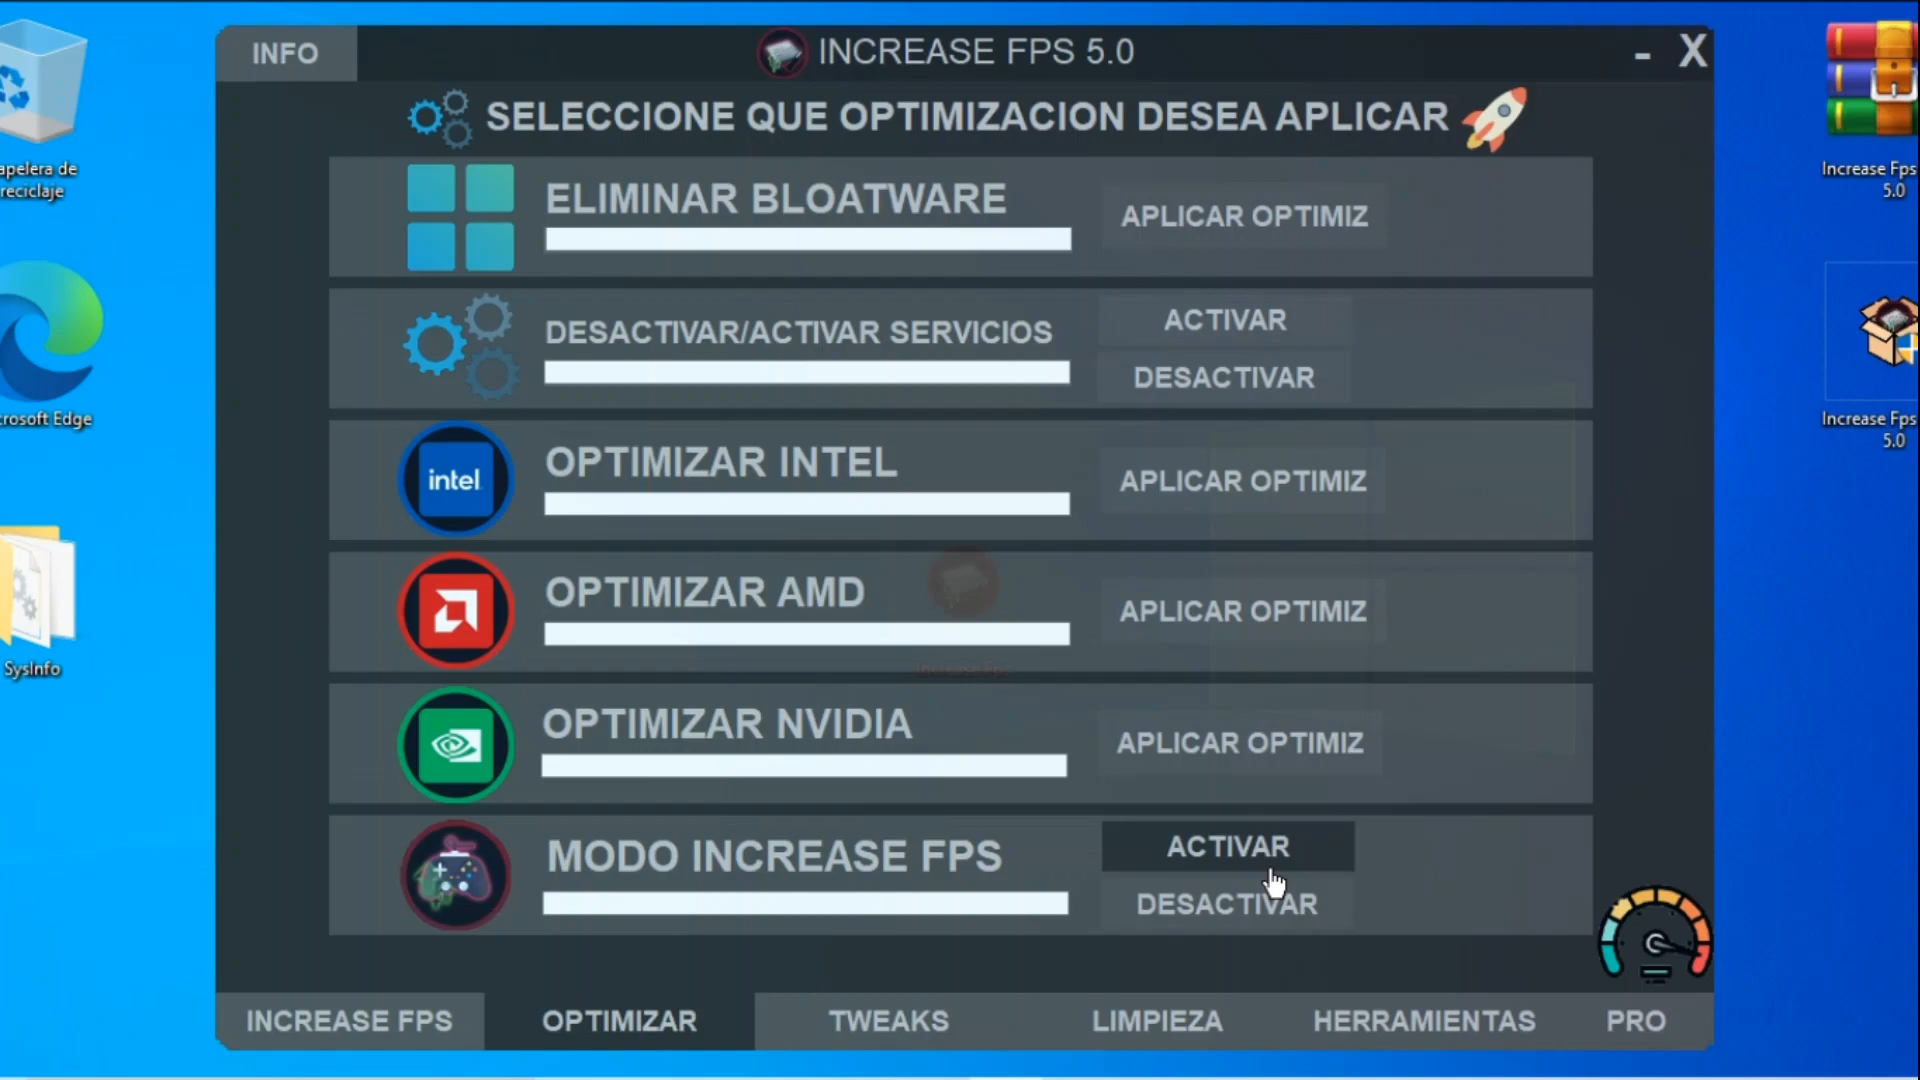 INFO
INCREASE FPS 5.0
- X
SELECCIONE QUE OPTIMIZACION DESEA APLICAR
ELIMINAR BLOATWARE
APLICAR OPTIMIZ
DESACTIVAR/ACTIVAR SERVICIOS
ACTIVAR
DESACTIVAR
intel
OPTIMIZAR INTEL
APLICAR OPTIMIZ
OPTIMIZAR AMD
APLICAR OPTIMIZ
OPTIMIZAR NVIDIA
APLICAR OPTIMIZ
MODO INCREASE FPS
ACTIVAR
DESACTIVAR
INCREASE FPS
OPTIMIZAR
TWEAKS
LIMPIEZA
HERRAMIENTAS
PRO
apelera de
reciclaje
crosoft Edge
SysInfo
Increase Fps
5.0
Increase Fps
5.0
Increase Fps